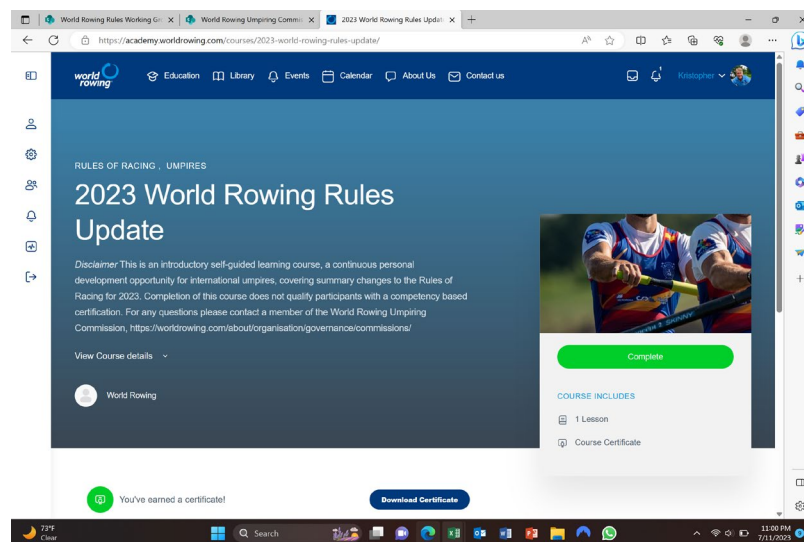 World Rowing Rules Working Gr
World Rowing Umpiring Commis
2023 World Rowing Rules Updat
https://academy.worldrowing.com/courses/2023-world-rowing-rules-update/
world rowing
Education
Library
Events
Calendar
About Us
Contact us
1
Kristopher
RULES OF RACING , UMPIRES
2023 World Rowing Rules
Update
Disclaimer This is an introductory self-guided learning course, a continuous personal
development opportunity for international umpires, covering summary changes to the Rules of
Racing for 2023. Completion of this course does not qualify participants with a competency based
certification. For any questions please contact a member of the World Rowing Umpiring
Commission, https://worldrowing.com/about/organisation/governance/commissions/
View Course details
World Rowing
SKINNY
Complete
COURSE INCLUDES
1 Lesson
Course Certificate
You've earned a certificate!
Download Certificate
73°F
Clear
Search
11:00 PM
7/11/2023